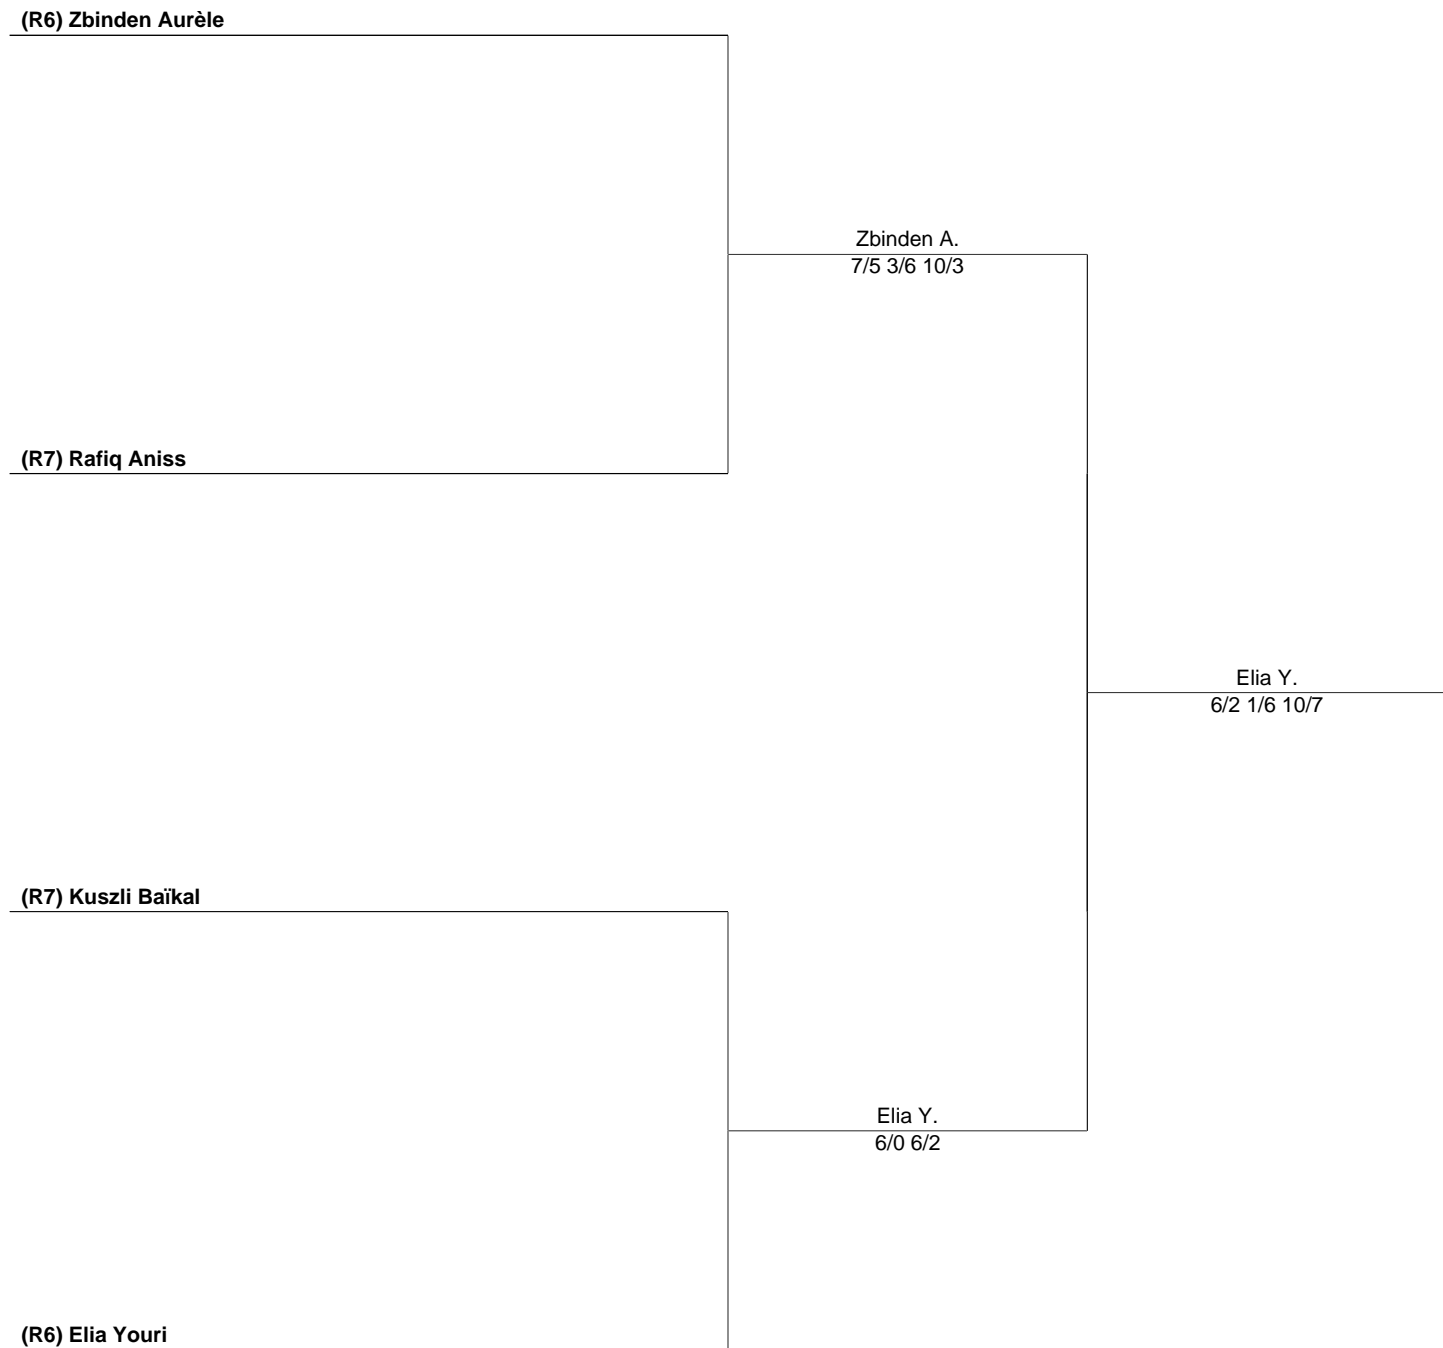 (R6) Zbinden Aurèle
Zbinden A.
7/5 3/6 10/3
(R7) Rafiq Aniss
Elia Y.
6/2 1/6 10/7
(R7) Kuszli Baïkal
Elia Y.
6/0 6/2
(R6) Elia Youri